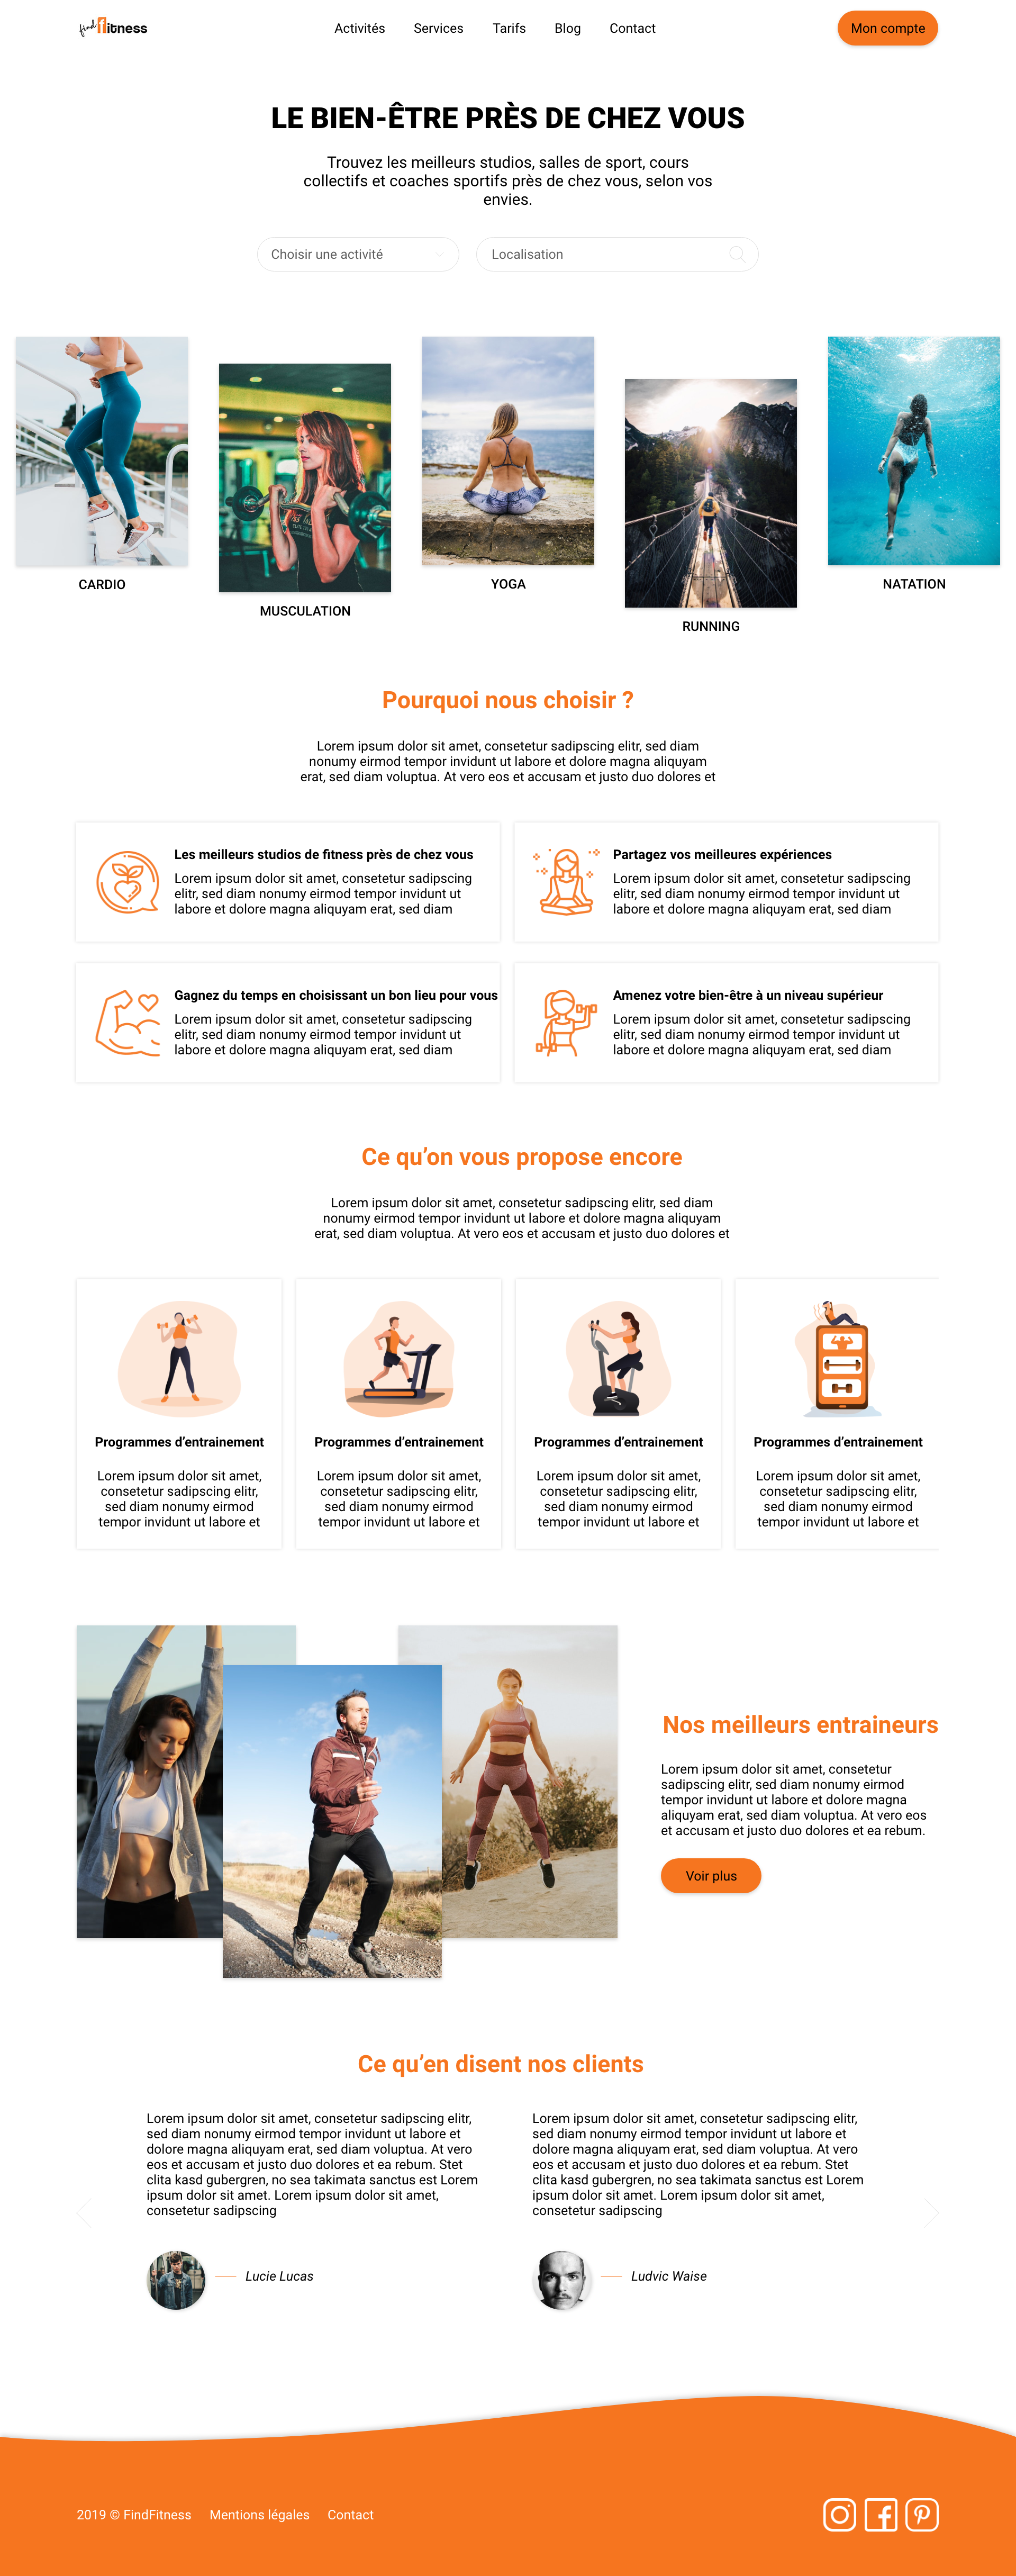 find fitness
Activités
Services
Tarifs
Blog
Contact
Mon compte
LE BIEN-ÊTRE PRÈS DE CHEZ VOUS
Trouvez les meilleurs studios, salles de sport, cours
collectifs et coaches sportifs près de chez vous, selon vos
envies.
Choisir une activité
Localisation
CARDIO
MUSCULATION
YOGA
RUNNING
NATATION
Pourquoi nous choisir ?
Lorem ipsum dolor sit amet, consetetur sadipscing elitr, sed diam
nonumy eirmod tempor invidunt ut labore et dolore magna aliquyam
erat, sed diam voluptua. At vero eos et accusam et justo duo dolores et
Les meilleurs studios de fitness près de chez vous
Lorem ipsum dolor sit amet, consetetur sadipscing
elitr, sed diam nonumy eirmod tempor invidunt ut
labore et dolore magna aliquyam erat, sed diam
Partagez vos meilleures expériences
Lorem ipsum dolor sit amet, consetetur sadipscing
elitr, sed diam nonumy eirmod tempor invidunt ut
labore et dolore magna aliquyam erat, sed diam
Gagnez du temps en choisissant un bon lieu pour vous
Lorem ipsum dolor sit amet, consetetur sadipscing
elitr, sed diam nonumy eirmod tempor invidunt ut
labore et dolore magna aliquyam erat, sed diam
Amenez votre bien-être à un niveau supérieur
Lorem ipsum dolor sit amet, consetetur sadipscing
elitr, sed diam nonumy eirmod tempor invidunt ut
labore et dolore magna aliquyam erat, sed diam
Ce qu’on vous propose encore
Lorem ipsum dolor sit amet, consetetur sadipscing elitr, sed diam
nonumy eirmod tempor invidunt ut labore et dolore magna aliquyam
erat, sed diam voluptua. At vero eos et accusam et justo duo dolores et
Programmes d’entrainement
Lorem ipsum dolor sit amet,
consetetur sadipscing elitr,
sed diam nonumy eirmod
tempor invidunt ut labore et
Programmes d’entrainement
Lorem ipsum dolor sit amet,
consetetur sadipscing elitr,
sed diam nonumy eirmod
tempor invidunt ut labore et
Programmes d’entrainement
Lorem ipsum dolor sit amet,
consetetur sadipscing elitr,
sed diam nonumy eirmod
tempor invidunt ut labore et
Programmes d’entrainement
Lorem ipsum dolor sit amet,
consetetur sadipscing elitr,
sed diam nonumy eirmod
tempor invidunt ut labore et
Nos meilleurs entraineurs
Lorem ipsum dolor sit amet, consetetur
sadipscing elitr, sed diam nonumy eirmod
tempor invidunt ut labore et dolore magna
aliquyam erat, sed diam voluptua. At vero eos
et accusam et justo duo dolores et ea rebum.
Voir plus
Ce qu’en disent nos clients
Lorem ipsum dolor sit amet, consetetur sadipscing elitr,
sed diam nonumy eirmod tempor invidunt ut labore et
dolore magna aliquyam erat, sed diam voluptua. At vero
eos et accusam et justo duo dolores et ea rebum. Stet
clita kasd gubergren, no sea takimata sanctus est Lorem
ipsum dolor sit amet. Lorem ipsum dolor sit amet,
consetetur sadipscing
Lucie Lucas
Lorem ipsum dolor sit amet, consetetur sadipscing elitr,
sed diam nonumy eirmod tempor invidunt ut labore et
dolore magna aliquyam erat, sed diam voluptua. At vero
eos et accusam et justo duo dolores et ea rebum. Stet
clita kasd gubergren, no sea takimata sanctus est Lorem
ipsum dolor sit amet. Lorem ipsum dolor sit amet,
consetetur sadipscing
Ludvic Waise
2019 © FindFitness
Mentions légales
Contact